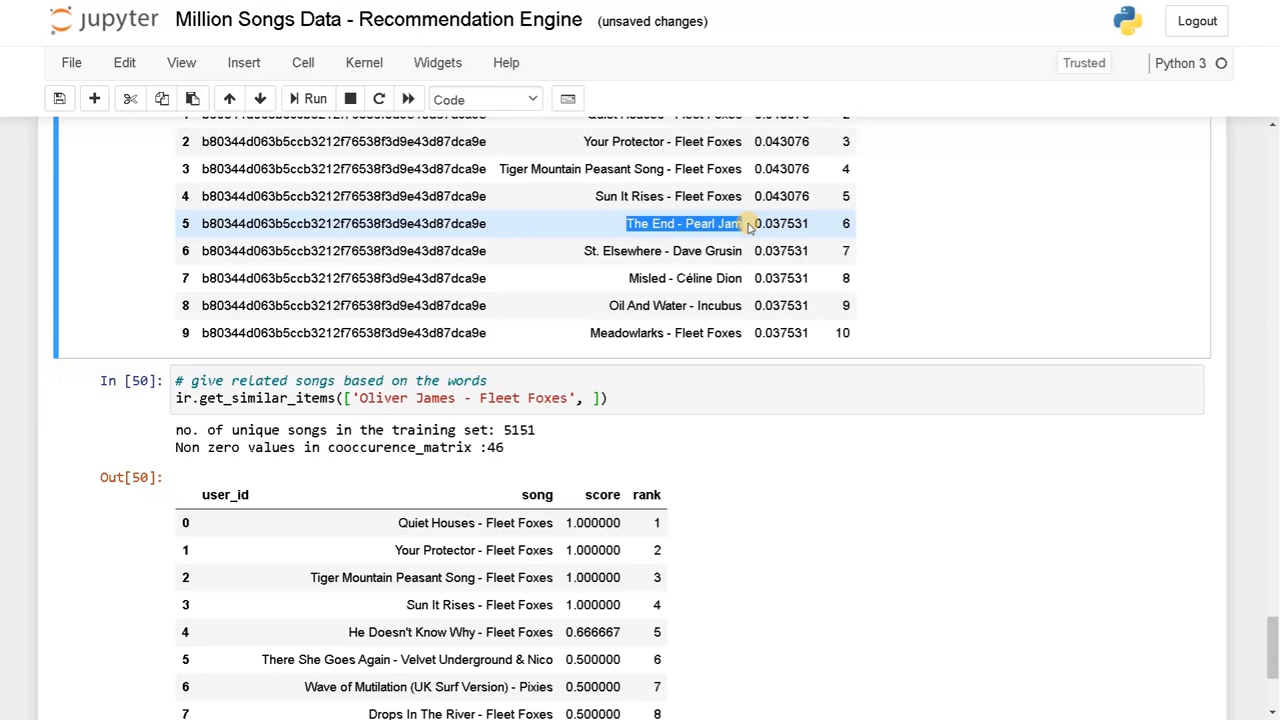 jupyter Million Songs Data - Recommendation Engine (unsaved changes) Logout
File Edit View Insert Cell Kernel Widgets Help Trusted Python 3
Run Code
2 b80344d063b5ccb3212f76538f3d9e43d87dca9e Your Protector - Fleet Foxes 0.043076 3
3 b80344d063b5ccb3212f76538f3d9e43d87dca9e Tiger Mountain Peasant Song - Fleet Foxes 0.043076 4
4 b80344d063b5ccb3212f76538f3d9e43d87dca9e Sun It Rises - Fleet Foxes 0.043076 5
5 b80344d063b5ccb3212f76538f3d9e43d87dca9e The End - Pearl Jam 0.037531 6
6 b80344d063b5ccb3212f76538f3d9e43d87dca9e St. Elsewhere - Dave Grusin 0.037531 7
7 b80344d063b5ccb3212f76538f3d9e43d87dca9e Misled - Céline Dion 0.037531 8
8 b80344d063b5ccb3212f76538f3d9e43d87dca9e Oil And Water - Incubus 0.037531 9
9 b80344d063b5ccb3212f76538f3d9e43d87dca9e Meadowlarks - Fleet Foxes 0.037531 10
In [50]: # give related songs based on the words
ir.get_similar_items(['Oliver James - Fleet Foxes', ])
no. of unique songs in the training set: 5151
Non zero values in cooccurence_matrix :46
Out[50]:
user_id song score rank
0 Quiet Houses - Fleet Foxes 1.000000 1
1 Your Protector - Fleet Foxes 1.000000 2
2 Tiger Mountain Peasant Song - Fleet Foxes 1.000000 3
3 Sun It Rises - Fleet Foxes 1.000000 4
4 He Doesn't Know Why - Fleet Foxes 0.666667 5
5 There She Goes Again - Velvet Underground & Nico 0.500000 6
6 Wave of Mutilation (UK Surf Version) - Pixies 0.500000 7
7 Drops In The River - Fleet Foxes 0.500000 8